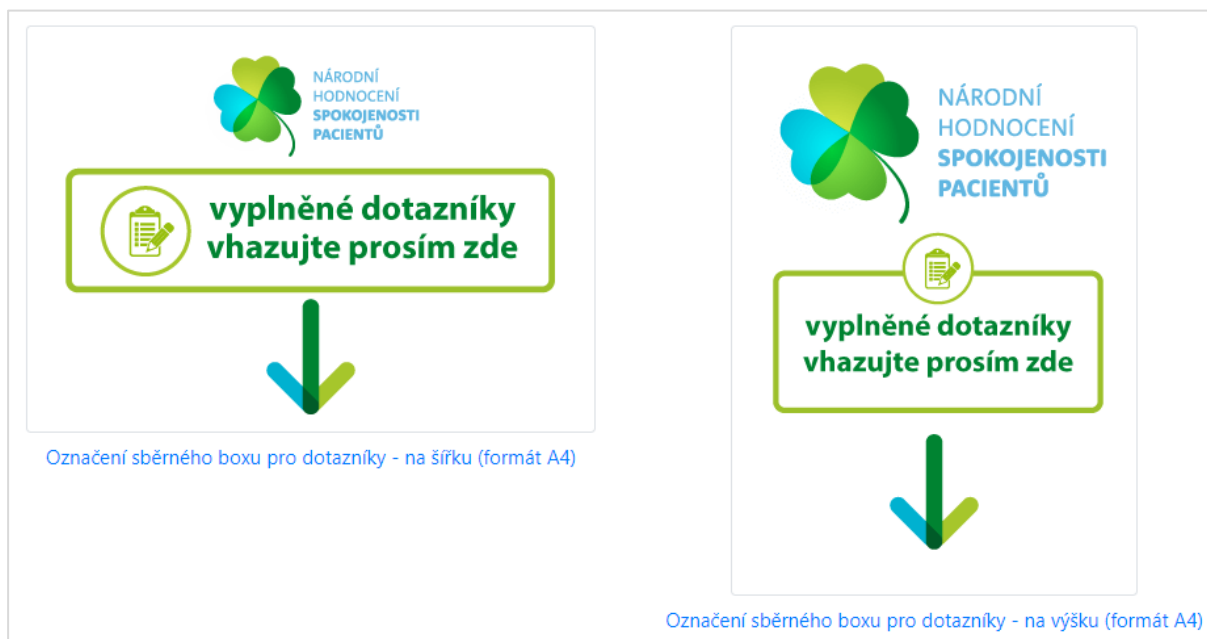 NÁRODNÍ
HODNOCENÍ
SPOKOJENOSTI
PACIENTŮ
vyplněné dotazníky
vhazujte prosím zde
Označení sběrného boxu pro dotazníky - na šířku (formát A4)
NÁRODNÍ
HODNOCENÍ
SPOKOJENOSTI
PACIENTŮ
vyplněné dotazníky
vhazujte prosím zde
Označení sběrného boxu pro dotazníky - na výšku (formát A4)